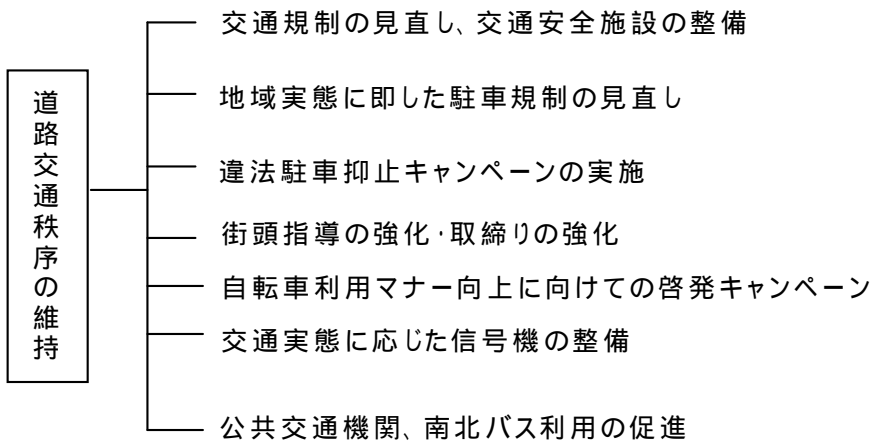 道路交通秩序の維持
交通規制の見直し、交通安全施設の整備
地域実態に即した駐車規制の見直し
違法駐車抑止キャンペーンの実施
街頭指導の強化・取締りの強化
自転車利用マナー向上に向けての啓発キャンペーン
交通実態に応じた信号機の整備
公共交通機関、南北バス利用の促進